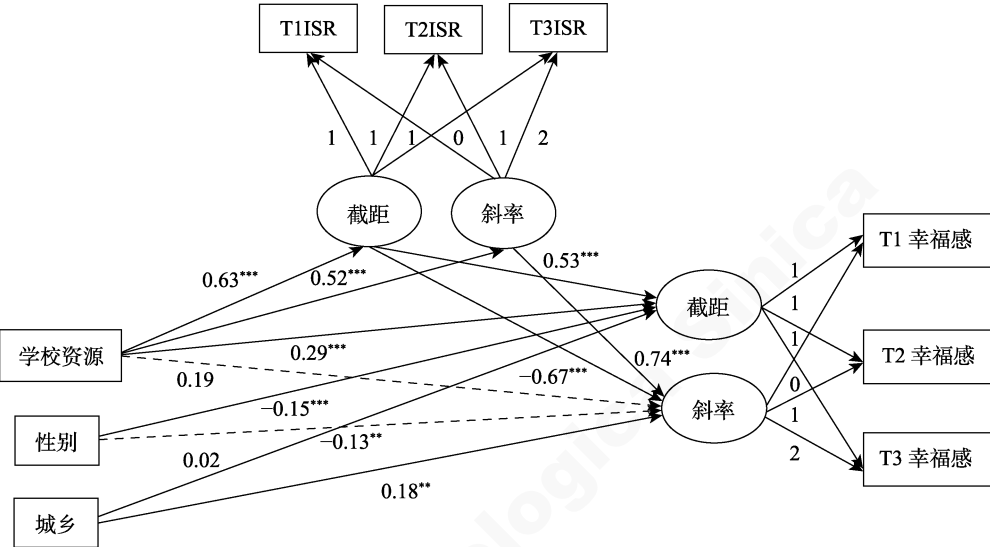 T1ISR
T2ISR
T3ISR
1
1
1
0
1
2
截距
斜率
T1 幸福感
0.63***
0.52***
0.53***
1
截距
1
学校资源
0.29***
1
T2 幸福感
0.19
−0.67***
0.74***
0
−0.15***
斜率
1
性别
−0.13**
2
T3 幸福感
0.02
0.18**
城乡
ological Sinica